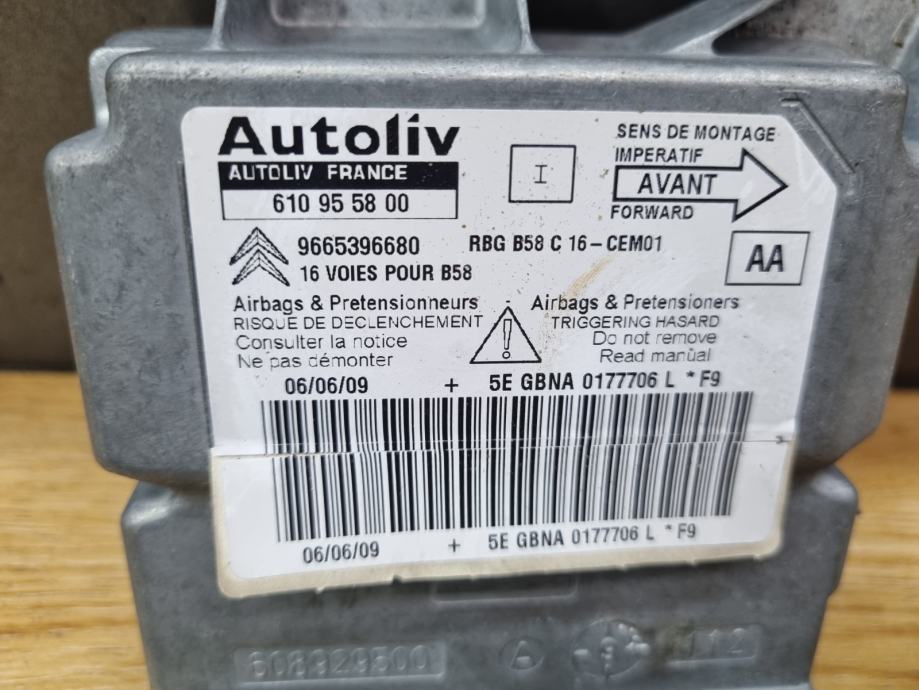 Autoliv
AUTOLIV FRANCE
610 95 58 00
I
SENS DE MONTAGE
IMPERATIF
AVANT
FORWARD
9665396680
RBG B58 C 16-CEM01
16 VOIES POUR B58
AA
Airbags & Pretensionneurs
RISQUE DE DECLENCHEMENT
Consulter la notice
Ne pas démonter
Airbags & Pretensioners
TRIGGERING HASARD
Do not remove
Read manual
06/06/09 + 5E GBNA 0177706 L *F9
06/06/09 + 5E GBNA 0177706 L *F9
608929500
A